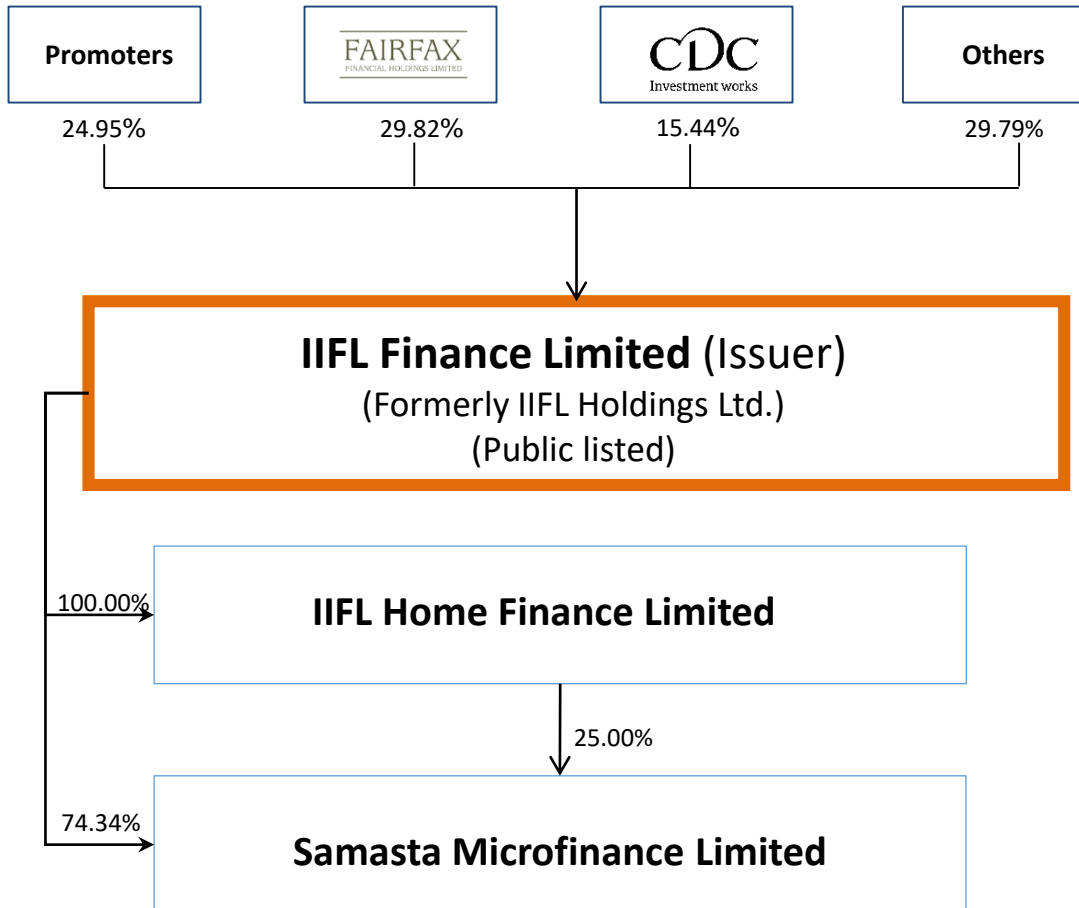 Promoters
FAIRFAX
FINANCIAL HOLDINGS LIMITED
CDC
Investment works
Others
24.95%
29.82%
15.44%
29.79%
IIFL Finance Limited (Issuer)
(Formerly IIFL Holdings Ltd.)
(Public listed)
100.00%
IIFL Home Finance Limited
25.00%
74.34%
Samasta Microfinance Limited